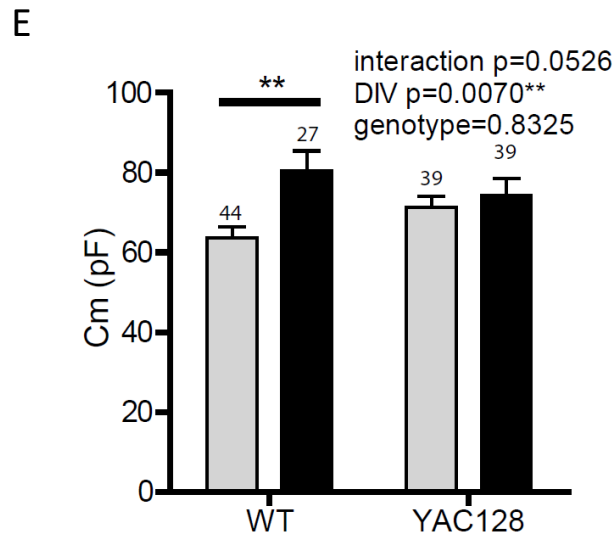 E
interaction p=0.0526
DIV p=0.0070**
genotype=0.8325
**
100
80
60
40
20
0
Cm (pF)
44
27
39
39
WT
YAC128